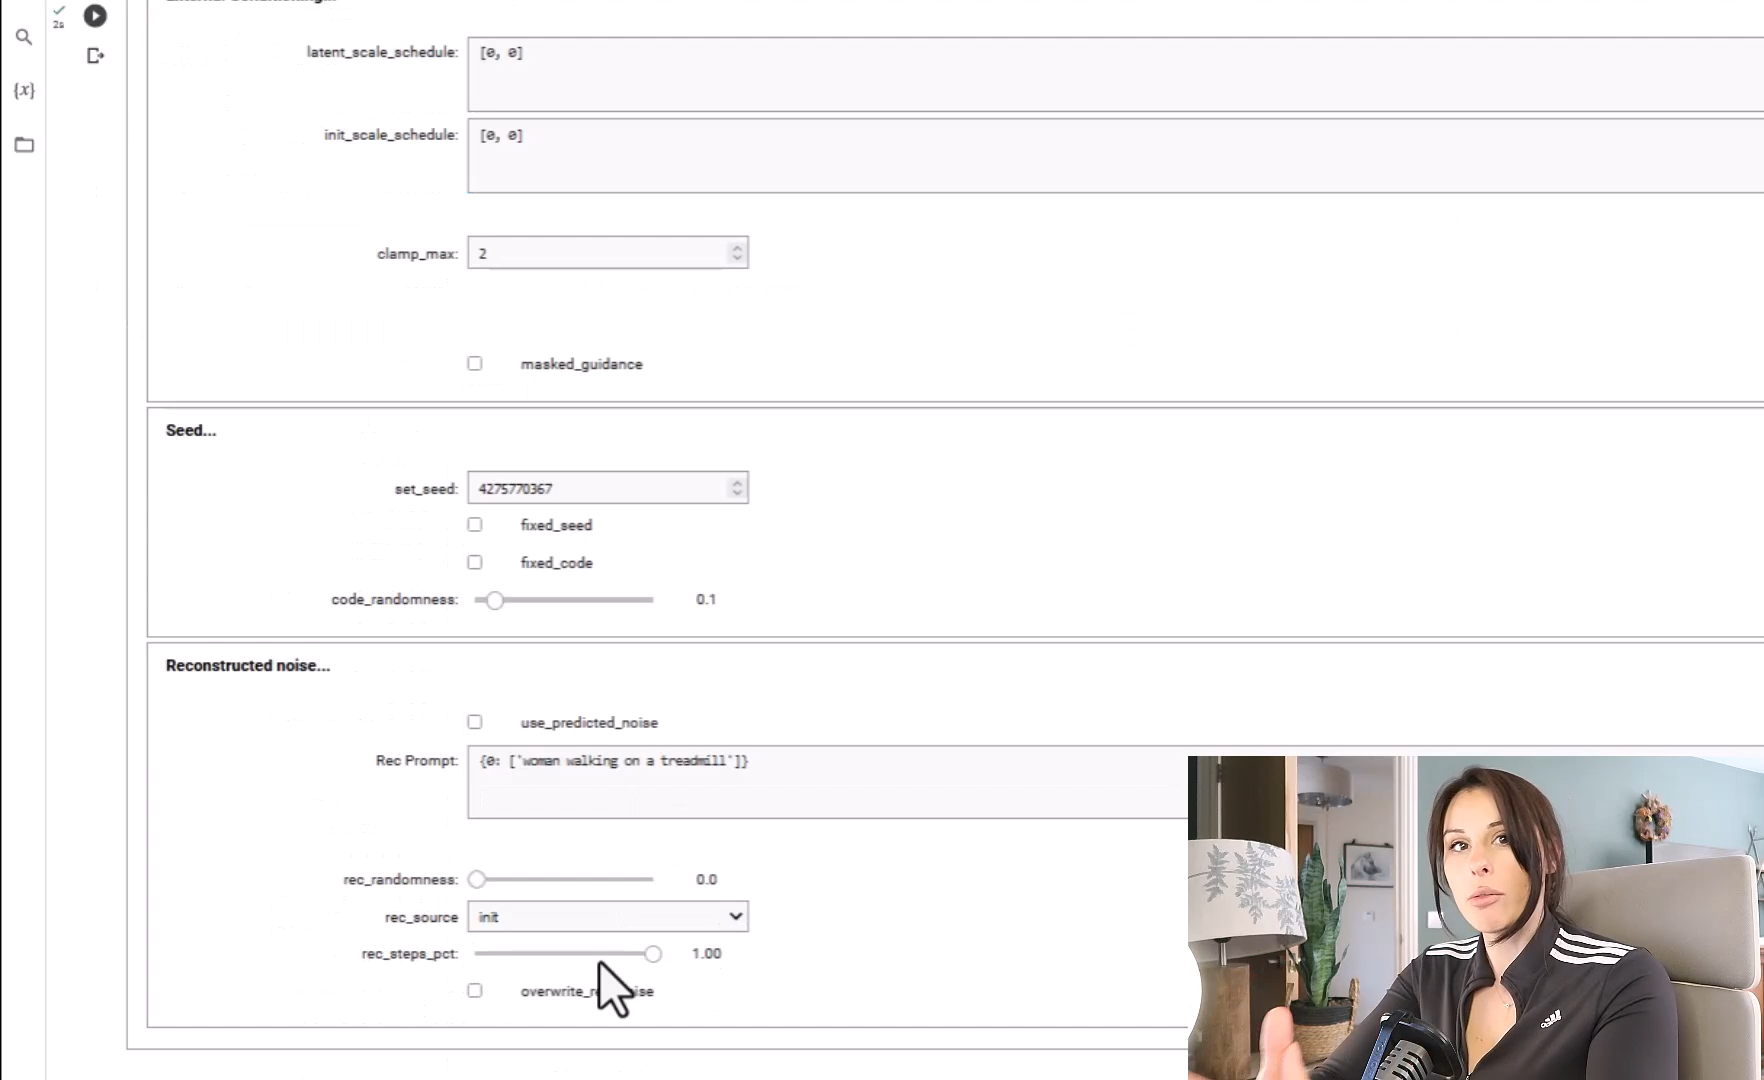 2s
{x}
latent_scale_schedule: [0, 0]
init_scale_schedule: [0, 0]
clamp_max: 2
masked_guidance
Seed...
set_seed: 4275770367
fixed_seed
fixed_code
code_randomness: 0.1
Reconstructed noise...
use_predicted_noise
Rec Prompt: {0: ['woman walking on a treadmill']}
rec_randomness: 0.0
rec_source init
rec_steps_pct: 1.00